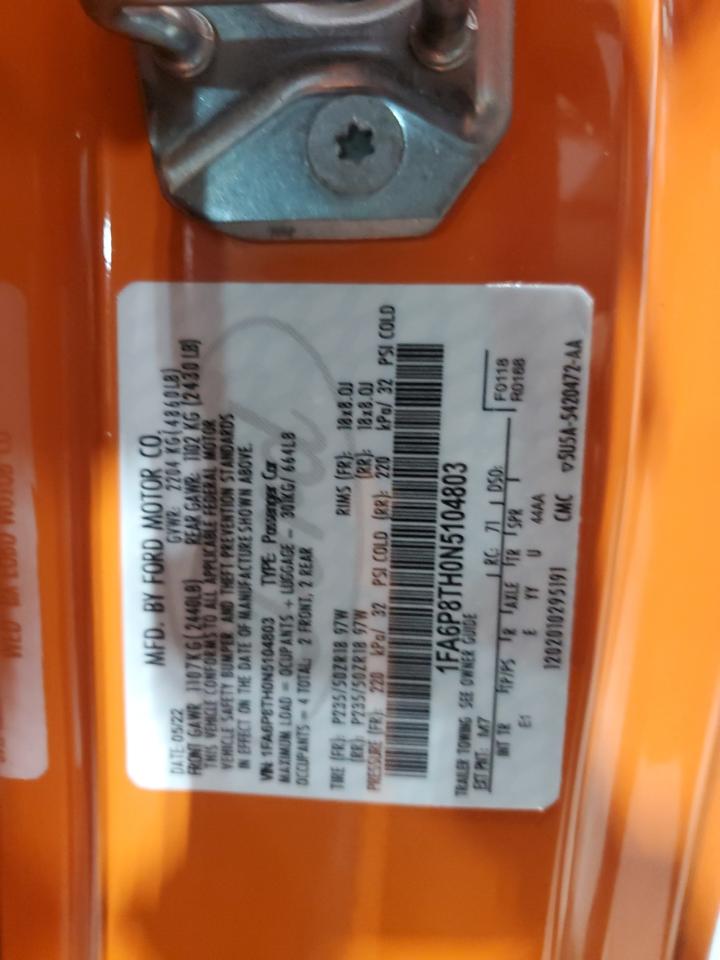 MFD. BY FORD MOTOR CO.
DATE: 05/22 GVWR: 2204 KG (4860LB)
FRONT GAWR: 1107KG (2440LB) REAR GAWR: 1102 KG (2430 LB)
THIS VEHICLE CONFORMS TO ALL APPLICABLE FEDERAL MOTOR
VEHICLE SAFETY BUMPER, AND THEFT PREVENTION STANDARDS
IN EFFECT ON THE DATE OF MANUFACTURE SHOWN ABOVE.
VIN: 1FA6P8TH0N5104803 TYPE: Passenger Car
MAXIMUM LOAD = OCCUPANTS + LUGGAGE = 301KG/ 664LB
OCCUPANTS = 4 TOTAL: 2 FRONT, 2 REAR
TIRE (FR): P235/50ZR18 97W RIMS (FR): 18x8.0J
(RR): P235/50ZR18 97W (RR): 18x8.0J
PRESSURE (FR): 220 kPa/ 32 PSI COLD (RR): 220 kPa/ 32 PSI COLD
1FA6P8TH0N5104803
TRAILER TOWING SEE OWNER GUIDE
EXT PNT: M7 RC: 71 DSO: F0118
INT TR TP/PS R AXLE TR SPR R0168
E1 E YY U 44AA
1202010295191 CMC ▽5U5A-5420472-AA